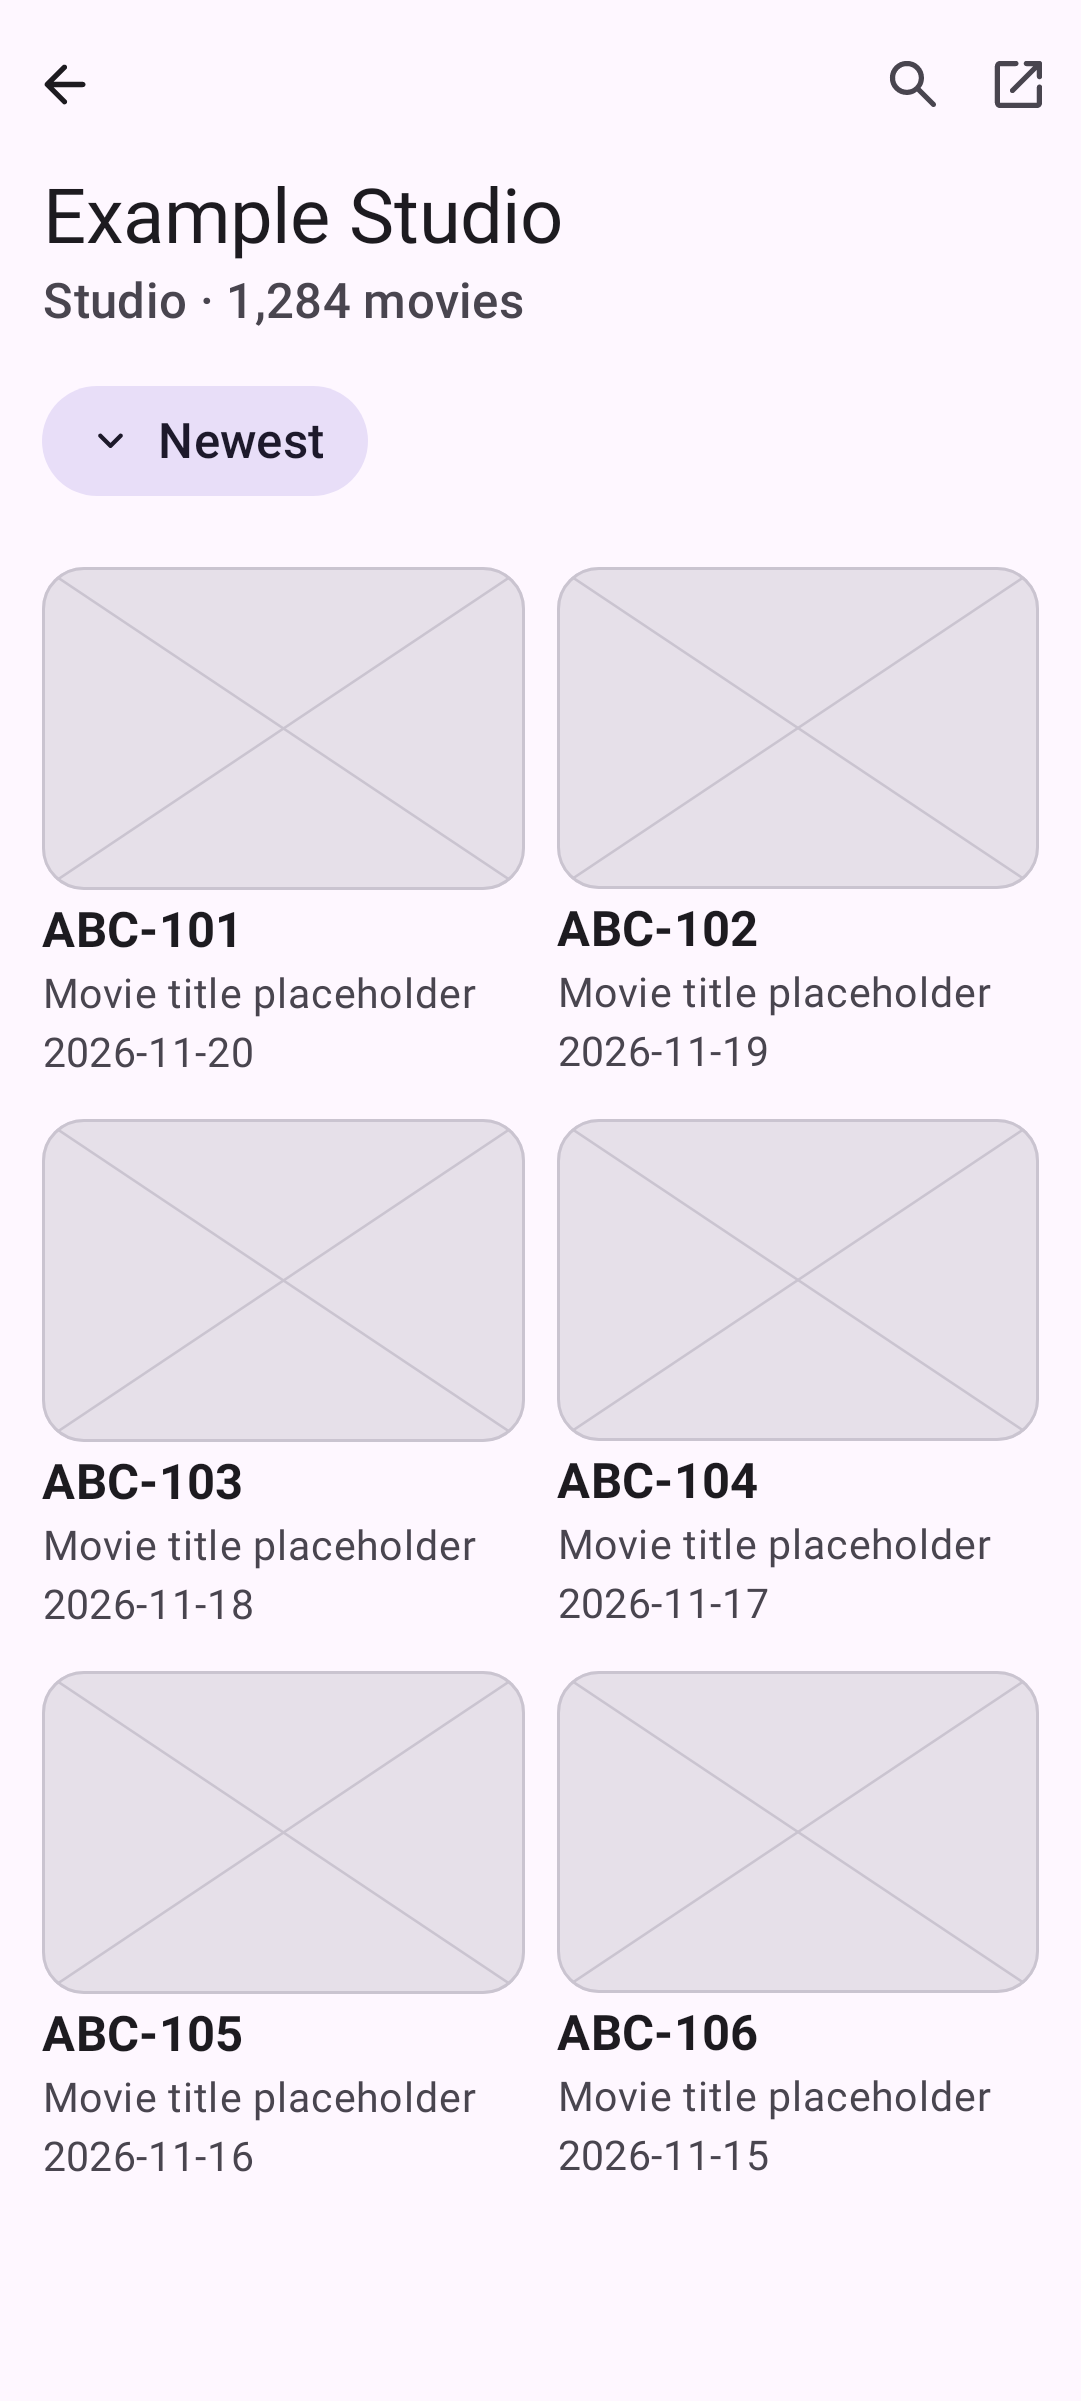 Example Studio
Studio · 1,284 movies
Newest
ABC-101
Movie title placeholder
2026-11-20
ABC-102
Movie title placeholder
2026-11-19
ABC-103
Movie title placeholder
2026-11-18
ABC-104
Movie title placeholder
2026-11-17
ABC-105
Movie title placeholder
2026-11-16
ABC-106
Movie title placeholder
2026-11-15